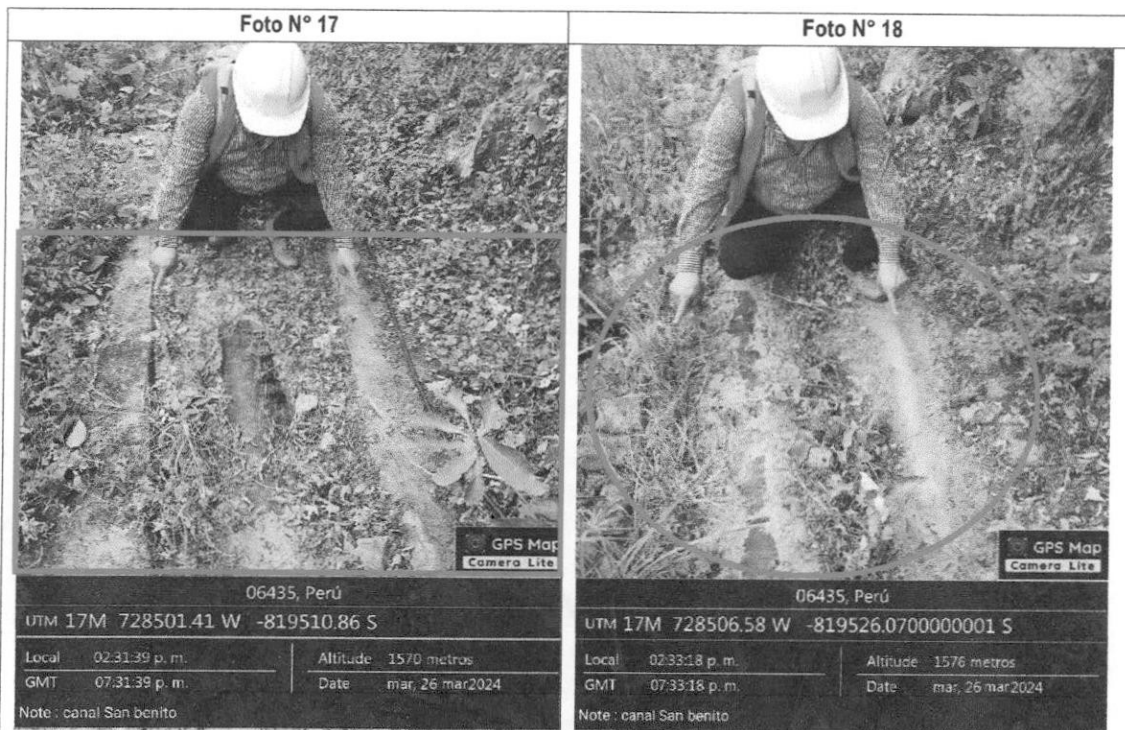 Foto N° 17
GPS Map
Camera Lite
06435, Perú
UTM 17M 728501.41 W -819510.86 S
Local 02:31:39 p. m. Altitude 1570 metros
GMT 07:31:39 p. m. Date mar, 26 mar2024
Note : canal San benito
Foto N° 18
GPS Map
Camera Lite
06435, Perú
UTM 17M 728506.58 W -819526.0700000001 S
Local 02:33:18 p. m. Altitude 1576 metros
GMT 07:33:18 p. m. Date mar, 26 mar2024
Note : canal San benito